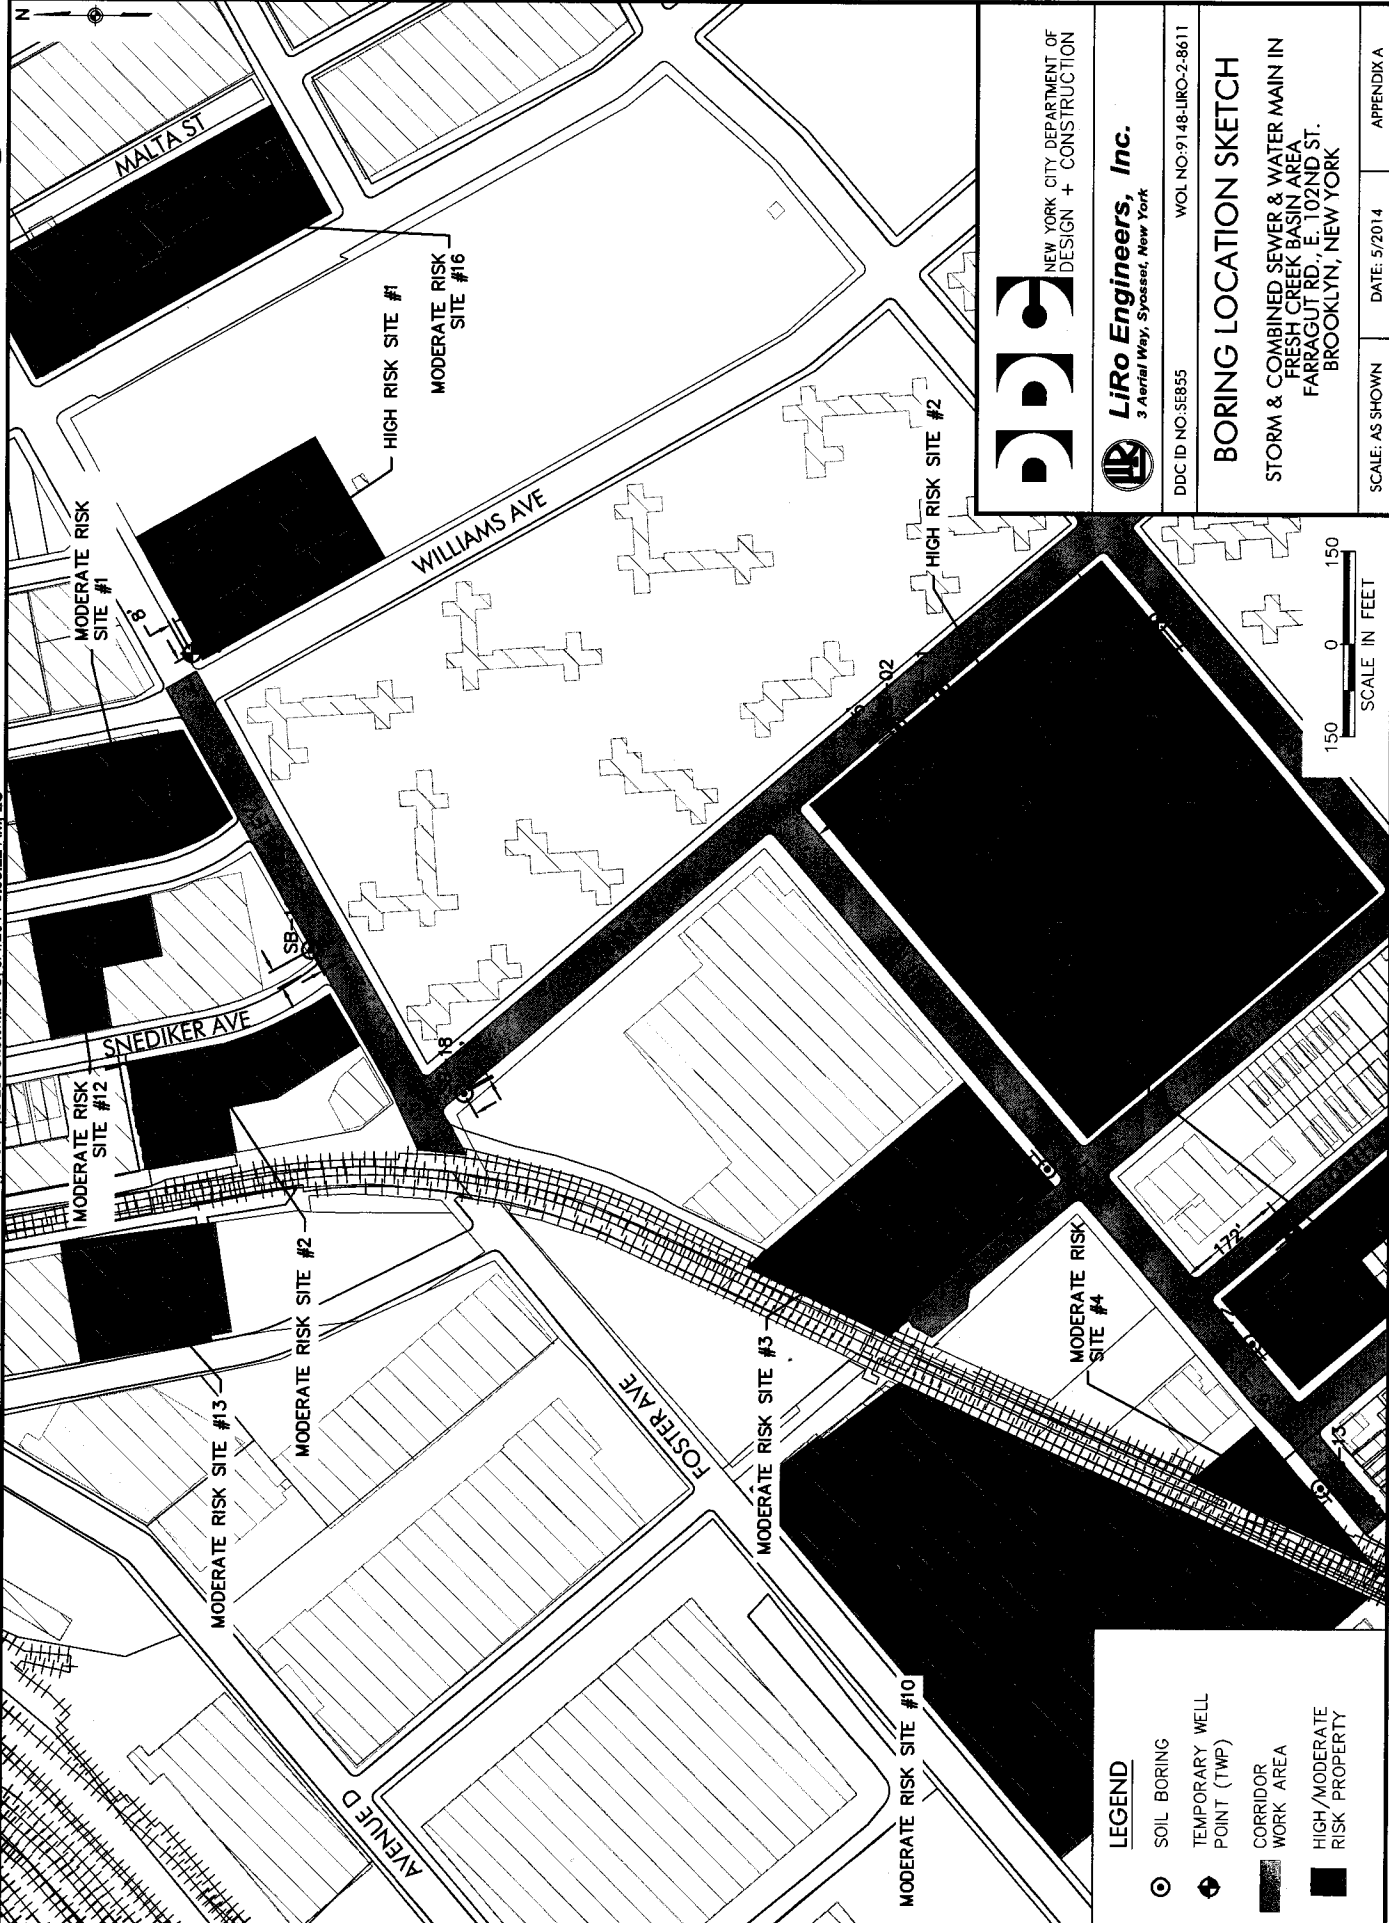 N
MALTA ST
MODERATE RISK
SITE #16
HIGH RISK SITE #1
MODERATE RISK
SITE #1
8'
WILLIAMS AVE
HIGH RISK SITE #2
02
SB-
SNEDIKER AVE
MODERATE RISK
SITE #12
18
MODERATE RISK SITE #2
MODERATE RISK SITE #13
FOSTER AVE
MODERATE RISK SITE #3
MODERATE RISK
SITE #4
172'
13
AVENUE D
MODERATE RISK SITE #10
LEGEND
SOIL BORING
TEMPORARY WELL
POINT (TWP)
CORRIDOR
WORK AREA
HIGH/MODERATE
RISK PROPERTY
150 0 150
SCALE IN FEET
DDC
NEW YORK CITY DEPARTMENT OF
DESIGN + CONSTRUCTION
LiRo Engineers, Inc.
3 Aerial Way, Syosset, New York
DDC ID NO:SE855
WOL NO:9148-LIRO-2-8611
BORING LOCATION SKETCH
STORM & COMBINED SEWER & WATER MAIN IN
FRESH CREEK BASIN AREA
FARRAGUT RD., E. 102ND ST.
BROOKLYN, NEW YORK
SCALE: AS SHOWN
DATE: 5/2014
APPENDIX A